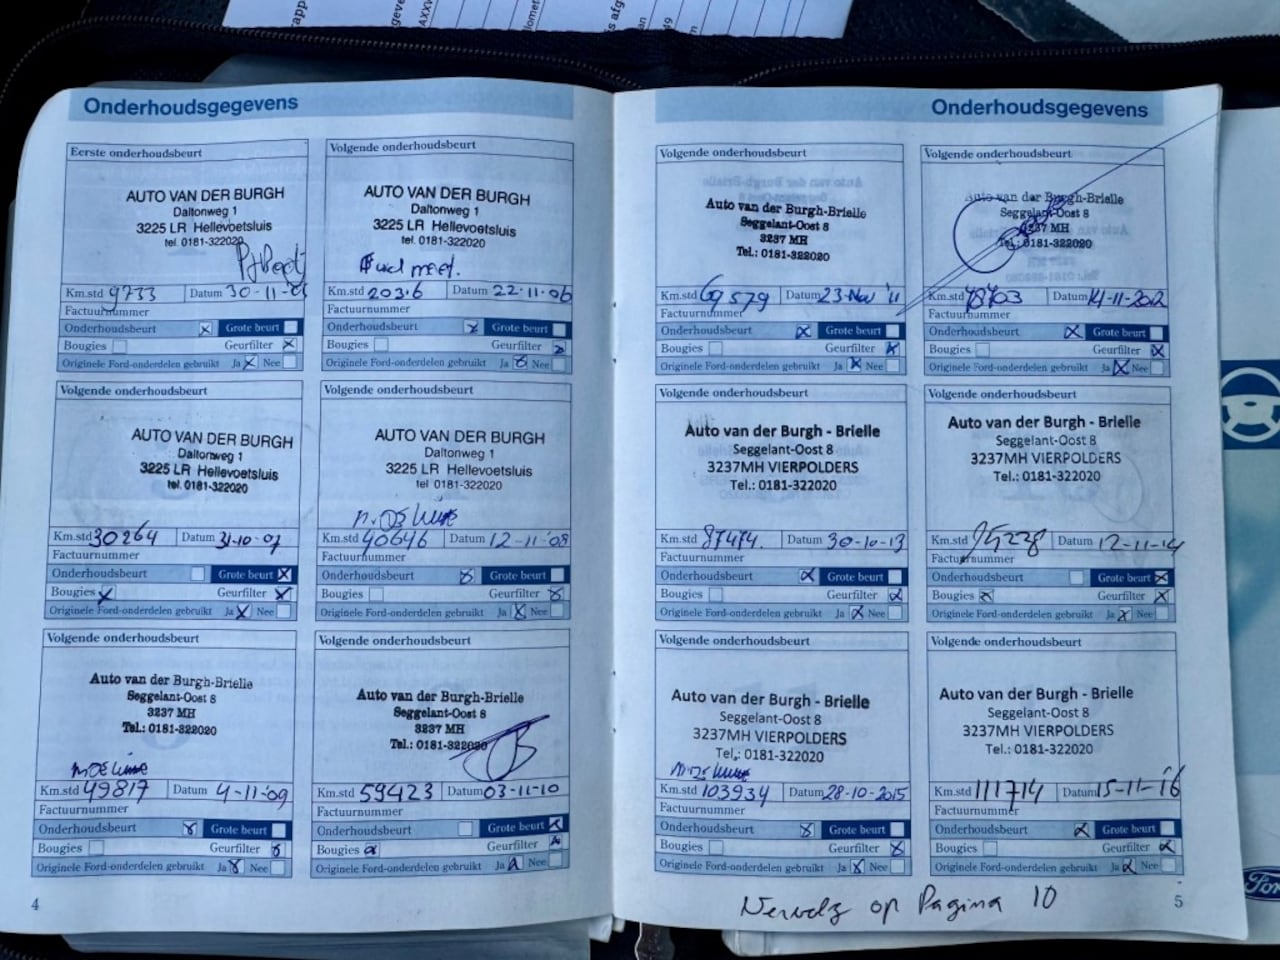 Onderhoudsgegevens
Eerste onderhoudsbeurt
AUTO VAN DER BURGH
Daltonweg 1
3225 LR Hellevoetsluis
tel. 0181-322020
Km.std 9733 Datum 30-11-
Factuurnummer
Onderhoudsbeurt Grote beurt
Bougies Geurfilter
Originele Ford-onderdelen gebruikt Ja Nee
Volgende onderhoudsbeurt
AUTO VAN DER BURGH
Daltonweg 1
3225 LR Hellevoetsluis
tel. 0181-322020
Km.std Datum 22-11-06
Factuurnummer
Onderhoudsbeurt Grote beurt
Bougies Geurfilter
Originele Ford-onderdelen gebruikt Ja Nee
Volgende onderhoudsbeurt
AUTO VAN DER BURGH
Daltonweg 1
3225 LR Hellevoetsluis
tel. 0181-322020
Km.std 30264 Datum 31-10-07
Factuurnummer
Onderhoudsbeurt Grote beurt
Bougies Geurfilter
Originele Ford-onderdelen gebruikt Ja Nee
Volgende onderhoudsbeurt
AUTO VAN DER BURGH
Daltonweg 1
3225 LR Hellevoetsluis
tel. 0181-322020
Km.std 40646 Datum 12-11-08
Factuurnummer
Onderhoudsbeurt Grote beurt
Bougies Geurfilter
Originele Ford-onderdelen gebruikt Ja Nee
Volgende onderhoudsbeurt
Auto van der Burgh-Brielle
Seggelant-Oost 8
3237 MH
Tel.: 0181-322020
Km.std 49817 Datum 4-11-09
Factuurnummer
Onderhoudsbeurt Grote beurt
Bougies Geurfilter
Originele Ford-onderdelen gebruikt Ja Nee
Volgende onderhoudsbeurt
Auto van der Burgh-Brielle
Seggelant-Oost 8
3237 MH
Tel.: 0181-322020
Km.std 59423 Datum 03-11-10
Factuurnummer
Onderhoudsbeurt Grote beurt
Bougies Geurfilter
Originele Ford-onderdelen gebruikt Ja Nee
4
Onderhoudsgegevens
Volgende onderhoudsbeurt
Auto van der Burgh-Brielle
Seggelant-Oost 8
3237 MH
Tel.: 0181-322020
Km.std 69579 Datum 23-Nov '11
Factuurnummer
Onderhoudsbeurt Grote beurt
Bougies Geurfilter
Originele Ford-onderdelen gebruikt Ja Nee
Volgende onderhoudsbeurt
Auto van der Burgh-Brielle
Seggelant-Oost 8
3237 MH
Tel.: 0181-322020
Km.std 78703 Datum 14-11-2012
Factuurnummer
Onderhoudsbeurt Grote beurt
Bougies Geurfilter
Originele Ford-onderdelen gebruikt Ja Nee
Volgende onderhoudsbeurt
Auto van der Burgh - Brielle
Seggelant-Oost 8
3237MH VIERPOLDERS
Tel.: 0181-322020
Km.std 87474. Datum 30-10-13
Factuurnummer
Onderhoudsbeurt Grote beurt
Bougies Geurfilter
Originele Ford-onderdelen gebruikt Ja Nee
Volgende onderhoudsbeurt
Auto van der Burgh - Brielle
Seggelant-Oost 8
3237MH VIERPOLDERS
Tel.: 0181-322020
Km.std Datum 12-11-14
Factuurnummer
Onderhoudsbeurt Grote beurt
Bougies Geurfilter
Originele Ford-onderdelen gebruikt Ja Nee
Volgende onderhoudsbeurt
Auto van der Burgh - Brielle
Seggelant-Oost 8
3237MH VIERPOLDERS
Tel.: 0181-322020
Km.std 103934 Datum 28-10-2015
Factuurnummer
Onderhoudsbeurt Grote beurt
Bougies Geurfilter
Originele Ford-onderdelen gebruikt Ja Nee
Volgende onderhoudsbeurt
Auto van der Burgh - Brielle
Seggelant-Oost 8
3237MH VIERPOLDERS
Tel.: 0181-322020
Km.std 111714 Datum 15-11-16
Factuurnummer
Onderhoudsbeurt Grote beurt
Bougies Geurfilter
Originele Ford-onderdelen gebruikt Ja Nee
Vervolg op Pagina 10
5